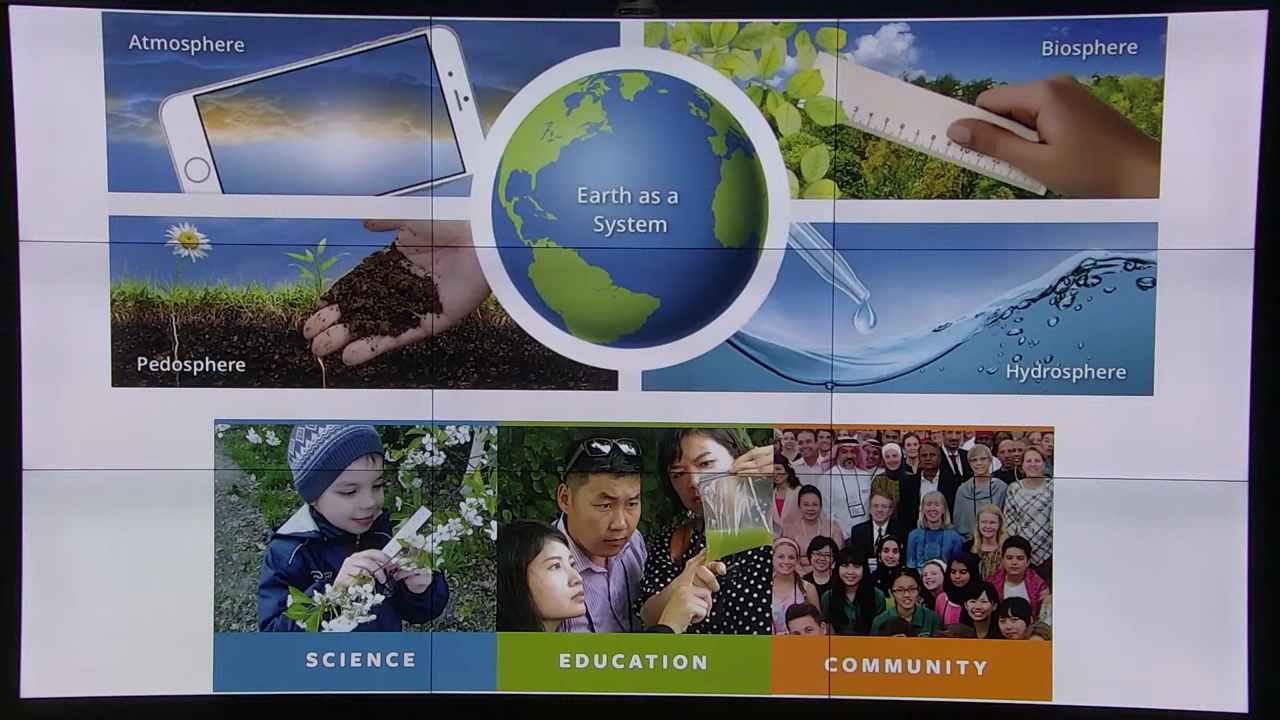 Atmosphere
Biosphere
Earth as a
System
Pedosphere
Hydrosphere
SCIENCE
EDUCATION
COMMUNITY